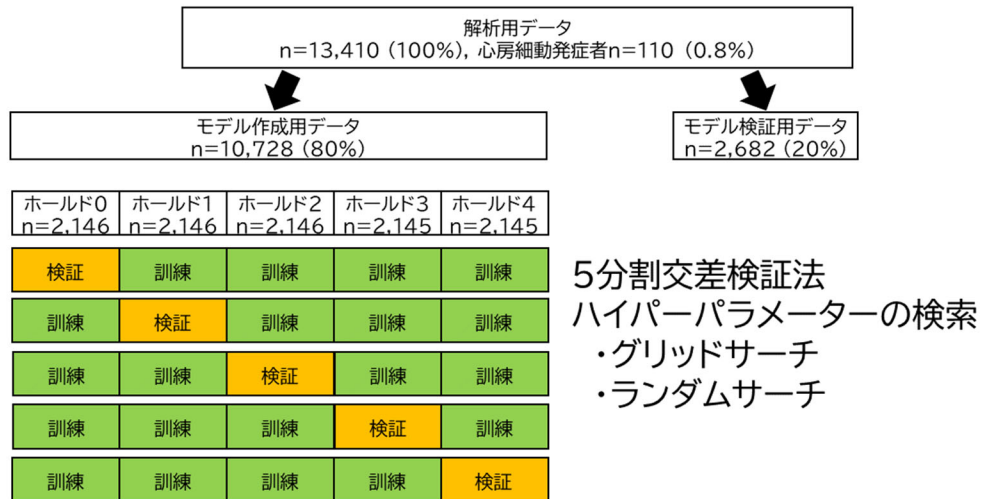 解析用データ
n=13,410（100%）, 心房細動発症者n=110（0.8%）
モデル作成用データ
n=10,728（80%）
モデル検証用データ
n=2,682（20%）
ホールド0 ホールド1 ホールド2 ホールド3 ホールド4
n=2,146 n=2,146 n=2,146 n=2,145 n=2,145
検証 訓練 訓練 訓練 訓練
訓練 検証 訓練 訓練 訓練
訓練 訓練 検証 訓練 訓練
訓練 訓練 訓練 検証 訓練
訓練 訓練 訓練 訓練 検証
5分割交差検証法
ハイパーパラメーターの検索
・グリッドサーチ
・ランダムサーチ